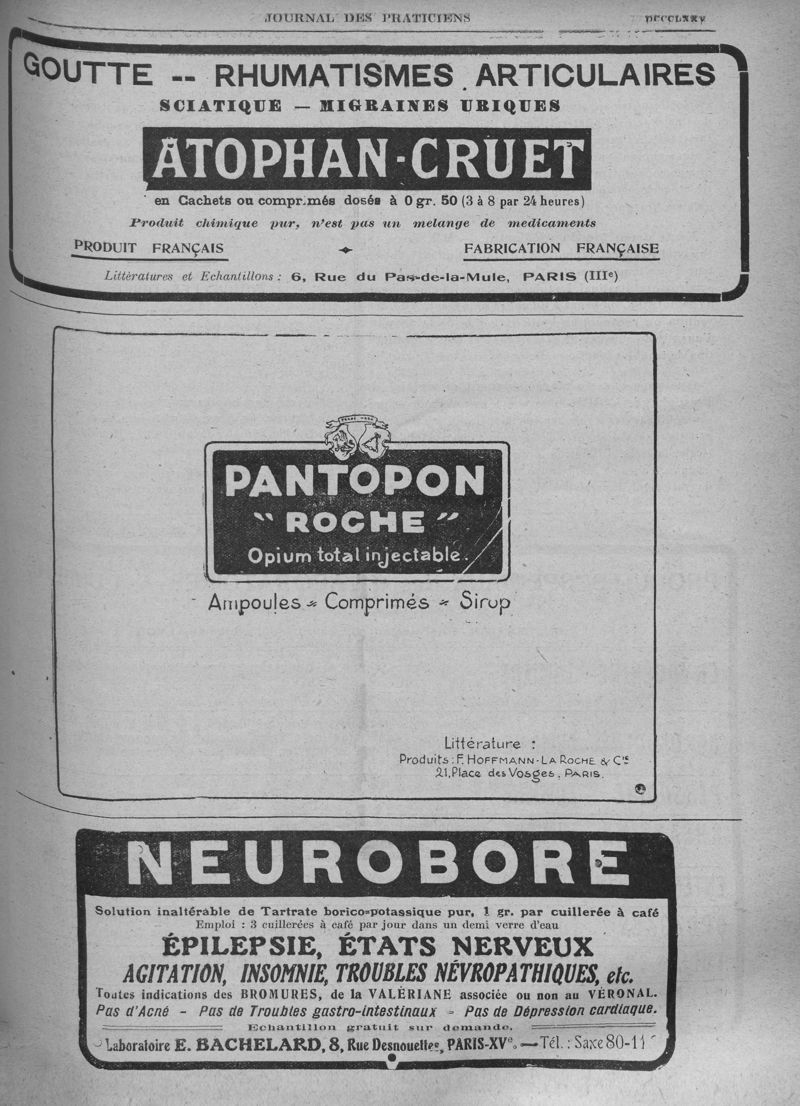 JOURNAL DES PRATICIENS DCCCLXXV
GOUTTE -- RHUMATISMES ARTICULAIRES
SCIATIQUE — MIGRAINES URIQUES
ATOPHAN-CRUET
en Cachets ou comprimés dosés à 0 gr. 50 (3 à 8 par 24 heures)
Produit chimique pur, n'est pas un melange de medicaments
PRODUIT FRANÇAIS FABRICATION FRANÇAISE
Littèratures et Echantillons : 6, Rue du Pas-de-la-Mule, PARIS (IIIe)
PANTOPON
"ROCHE"
Opium total injectable.
Ampoules Comprimés Sirop
Littérature :
Produits : F. HOFFMANN-LA ROCHE & Cie
21, Place des Vosges, PARIS.
NEUROBORE
Solution inaltérable de Tartrate borico-potassique pur, 1 gr. par cuillerée à café
Emploi : 3 cuillerées à café par jour dans un demi verre d'eau
ÉPILEPSIE, ÉTATS NERVEUX
AGITATION, INSOMNIE, TROUBLES NÉVROPATHIQUES, etc.
Toutes indications des BROMURES, de la VALÉRIANE associée ou non au VÉRONAL.
Pas d'Acné - Pas de Troubles gastro-intestinaux - Pas de Dépression cardiaque.
Echantillon gratuit sur demande.
Laboratoire E. BACHELARD, 8, Rue Desnouettes, PARIS-XVe. — Tél. : Saxe 80-11